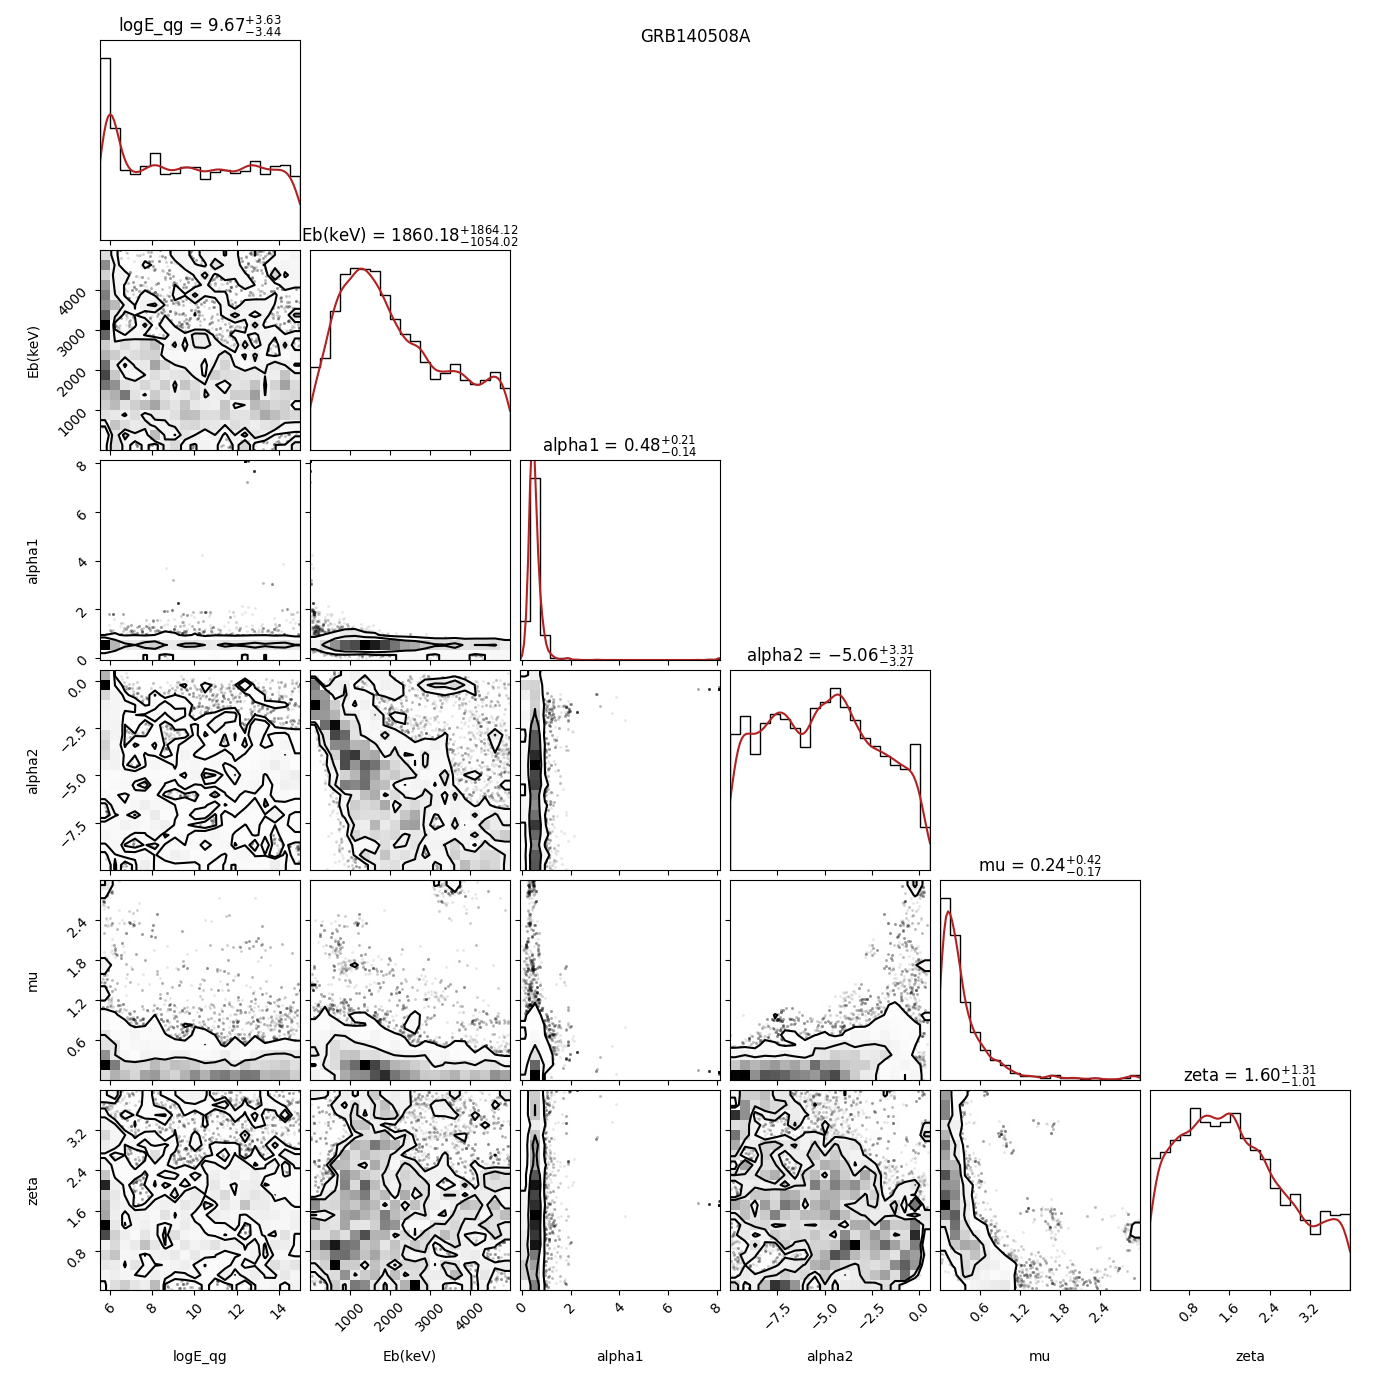 GRB140508A
logE_qg = 9.67+3.63−3.44
Eb(keV) = 1860.18+1864.12−1054.02
4000
3000
2000
1000
Eb(keV)
alpha1 = 0.48+0.21−0.14
8
6
4
2
0
alpha1
alpha2 = −5.06+3.31−3.27
0.0
−2.5
−5.0
−7.5
alpha2
mu = 0.24+0.42−0.17
2.4
1.8
1.2
0.6
mu
zeta = 1.60+1.31−1.01
3.2
2.4
1.6
0.8
zeta
6 8 10 12 14
1000 2000 3000 4000
0 2 4 6 8
−7.5 −5.0 −2.5 0.0
0.6 1.2 1.8 2.4
0.8 1.6 2.4 3.2
logE_qg Eb(keV) alpha1 alpha2 mu zeta